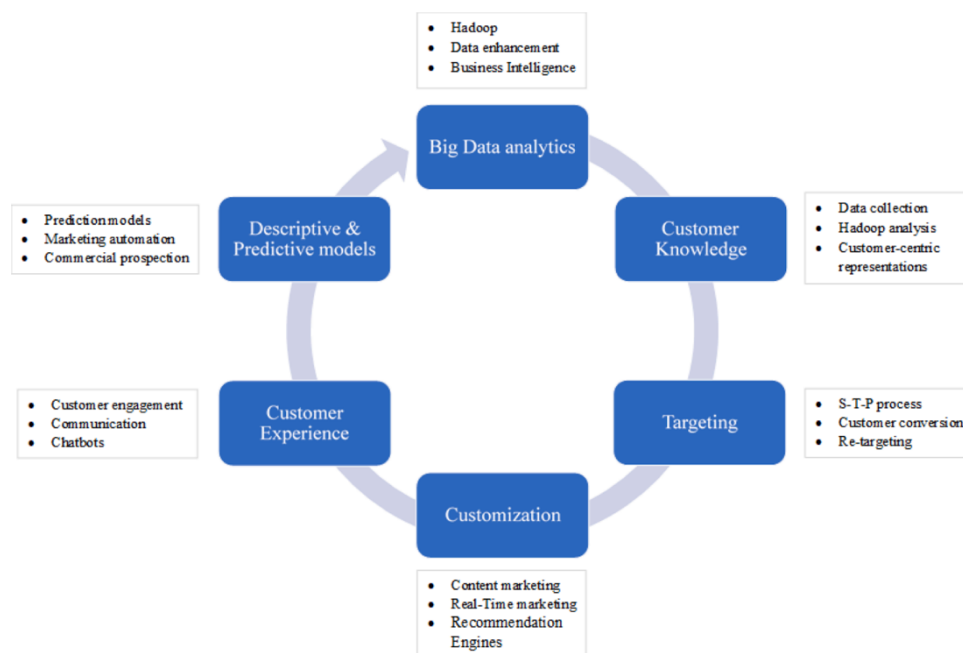 Hadoop
Data enhancement
Business Intelligence
Big Data analytics
Customer
Knowledge
Data collection
Hadoop analysis
Customer-centric
representations
Targeting
S-T-P process
Customer conversion
Re-targeting
Customization
Content marketing
Real-Time marketing
Recommendation
Engines
Customer
Experience
Customer engagement
Communication
Chatbots
Descriptive &
Predictive models
Prediction models
Marketing automation
Commercial prospection